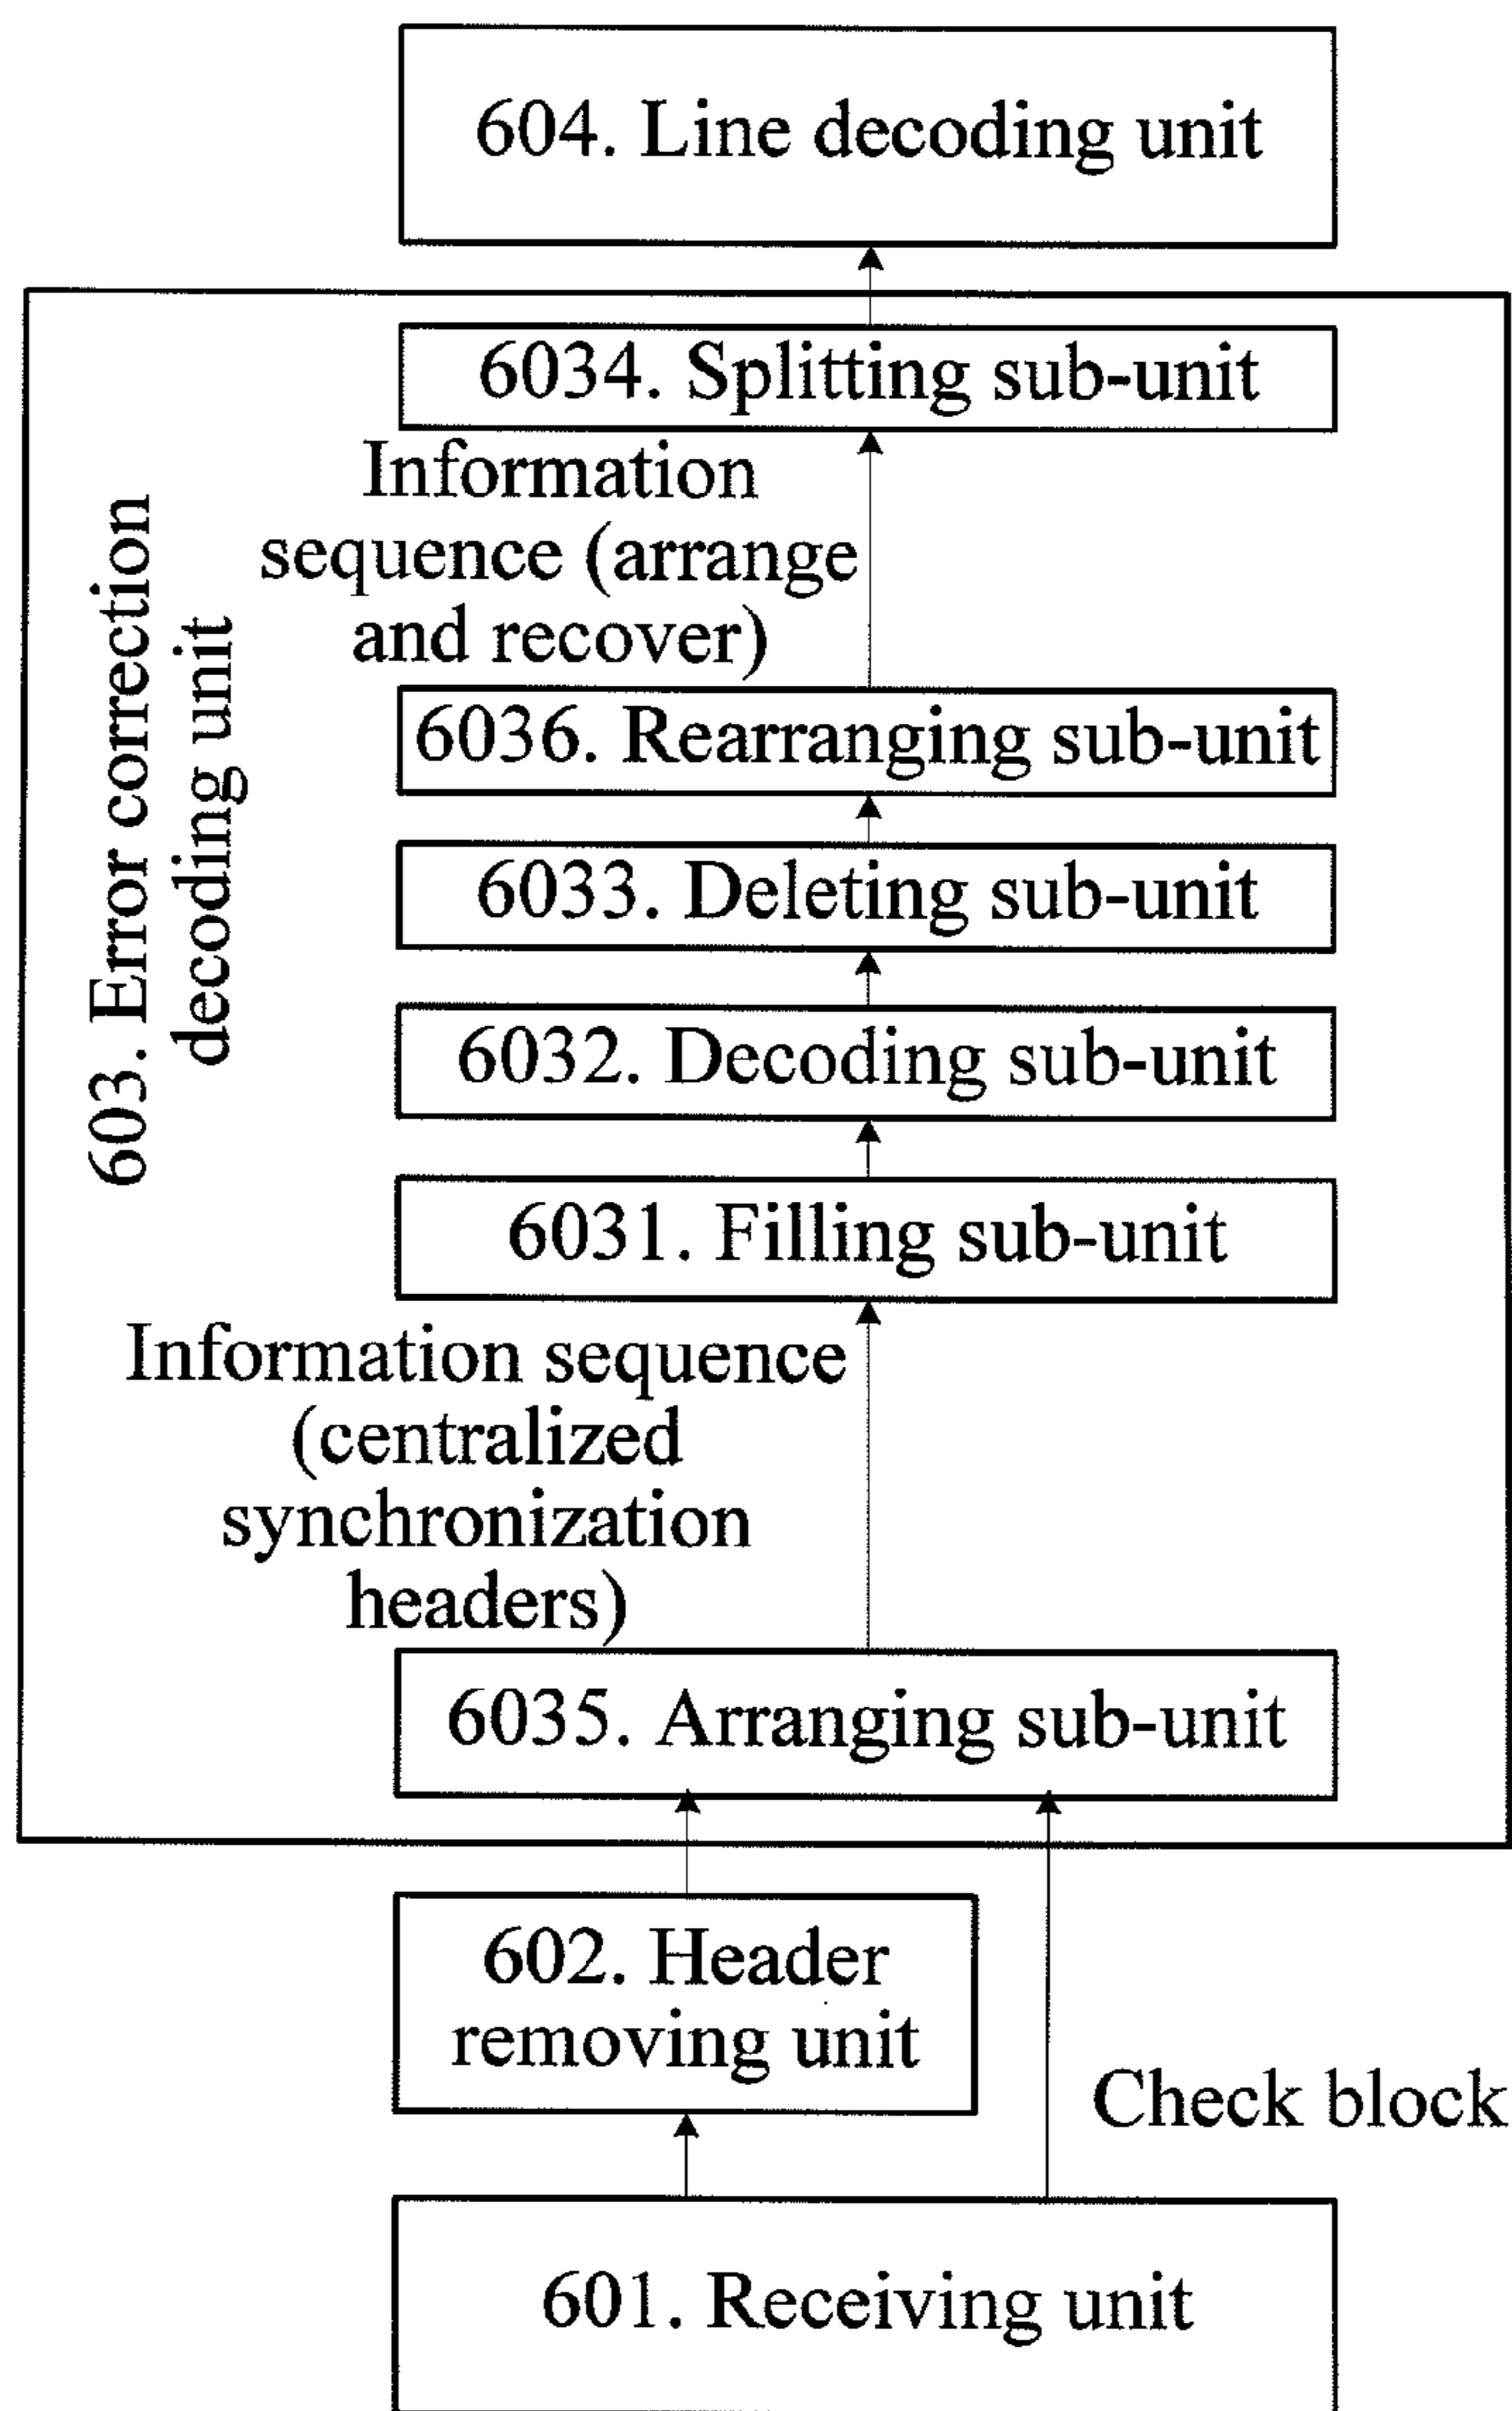 604. Line decoding unit
6034. Splitting sub-unit
Information
sequence (arrange
and recover)
603. Error correction
decoding unit
6036. Rearranging sub-unit
6033. Deleting sub-unit
6032. Decoding sub-unit
6031. Filling sub-unit
Information sequence
(centralized
synchronization
headers)
6035. Arranging sub-unit
602. Header
removing unit
Check block
601. Receiving unit